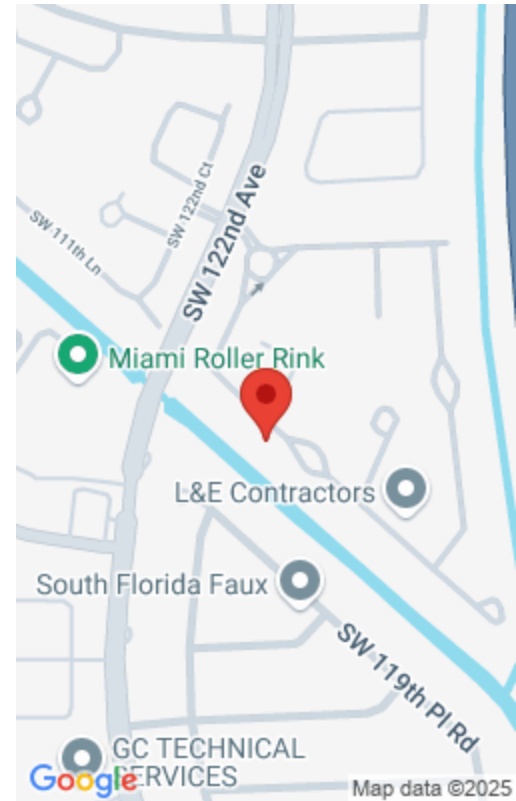 SW 122nd Ct
SW 122nd Ave
SW 111th Ln
Miami Roller Rink
L&E Contractors
South Florida Faux
SW 119th Pl Rd
GC TECHNICAL
SERVICES
Google
Map data ©2025